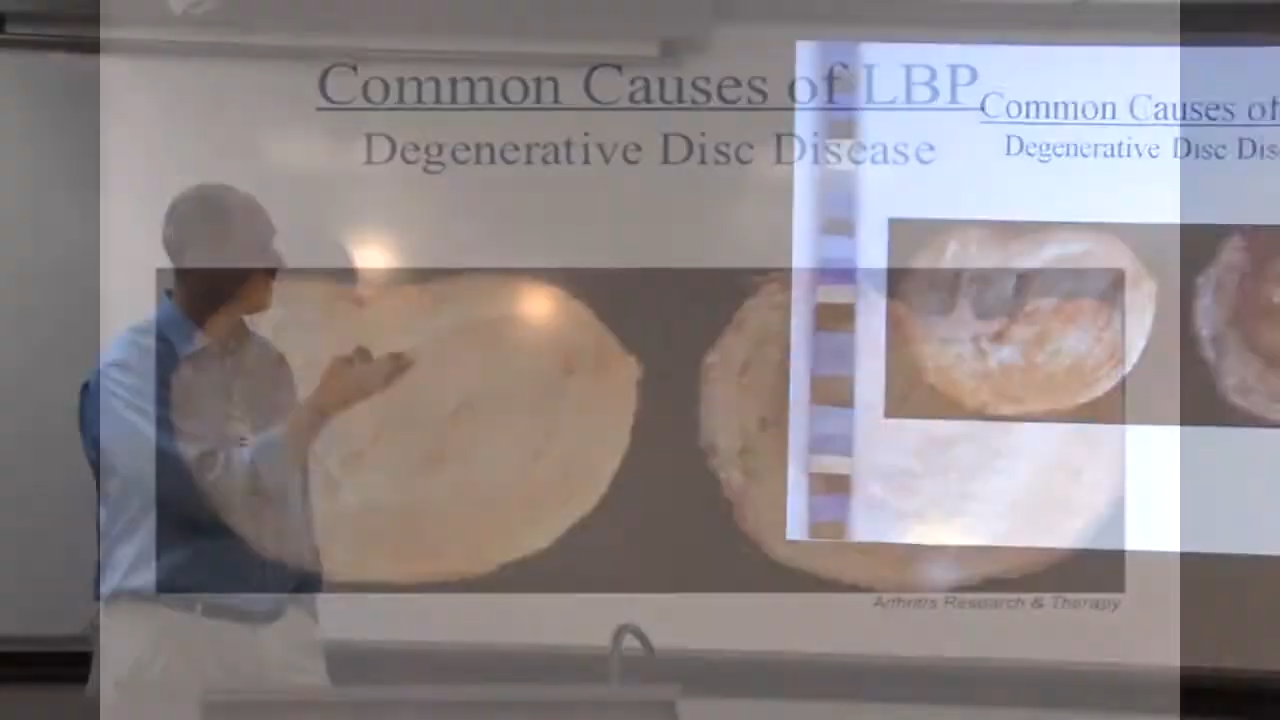 Common Causes of LBP
Degenerative Disc Disease
Arthritis Research & Therapy
Common Causes of
Degenerative Disc Dis